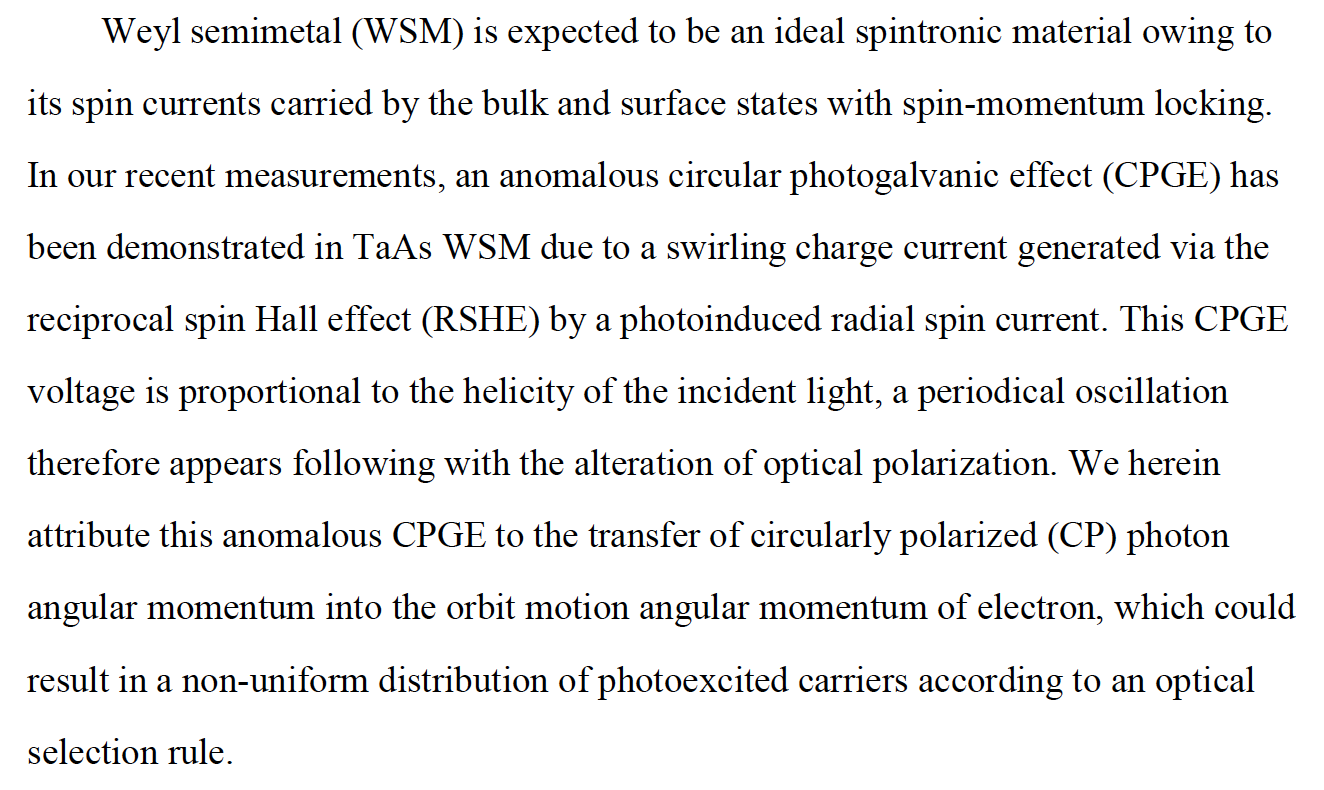 Weyl semimetal (WSM) is expected to be an ideal spintronic material owing to
its spin currents carried by the bulk and surface states with spin-momentum locking.
In our recent measurements, an anomalous circular photogalvanic effect (CPGE) has
been demonstrated in TaAs WSM due to a swirling charge current generated via the
reciprocal spin Hall effect (RSHE) by a photoinduced radial spin current. This CPGE
voltage is proportional to the helicity of the incident light, a periodical oscillation
therefore appears following with the alteration of optical polarization. We herein
attribute this anomalous CPGE to the transfer of circularly polarized (CP) photon
angular momentum into the orbit motion angular momentum of electron, which could
result in a non-uniform distribution of photoexcited carriers according to an optical
selection rule.